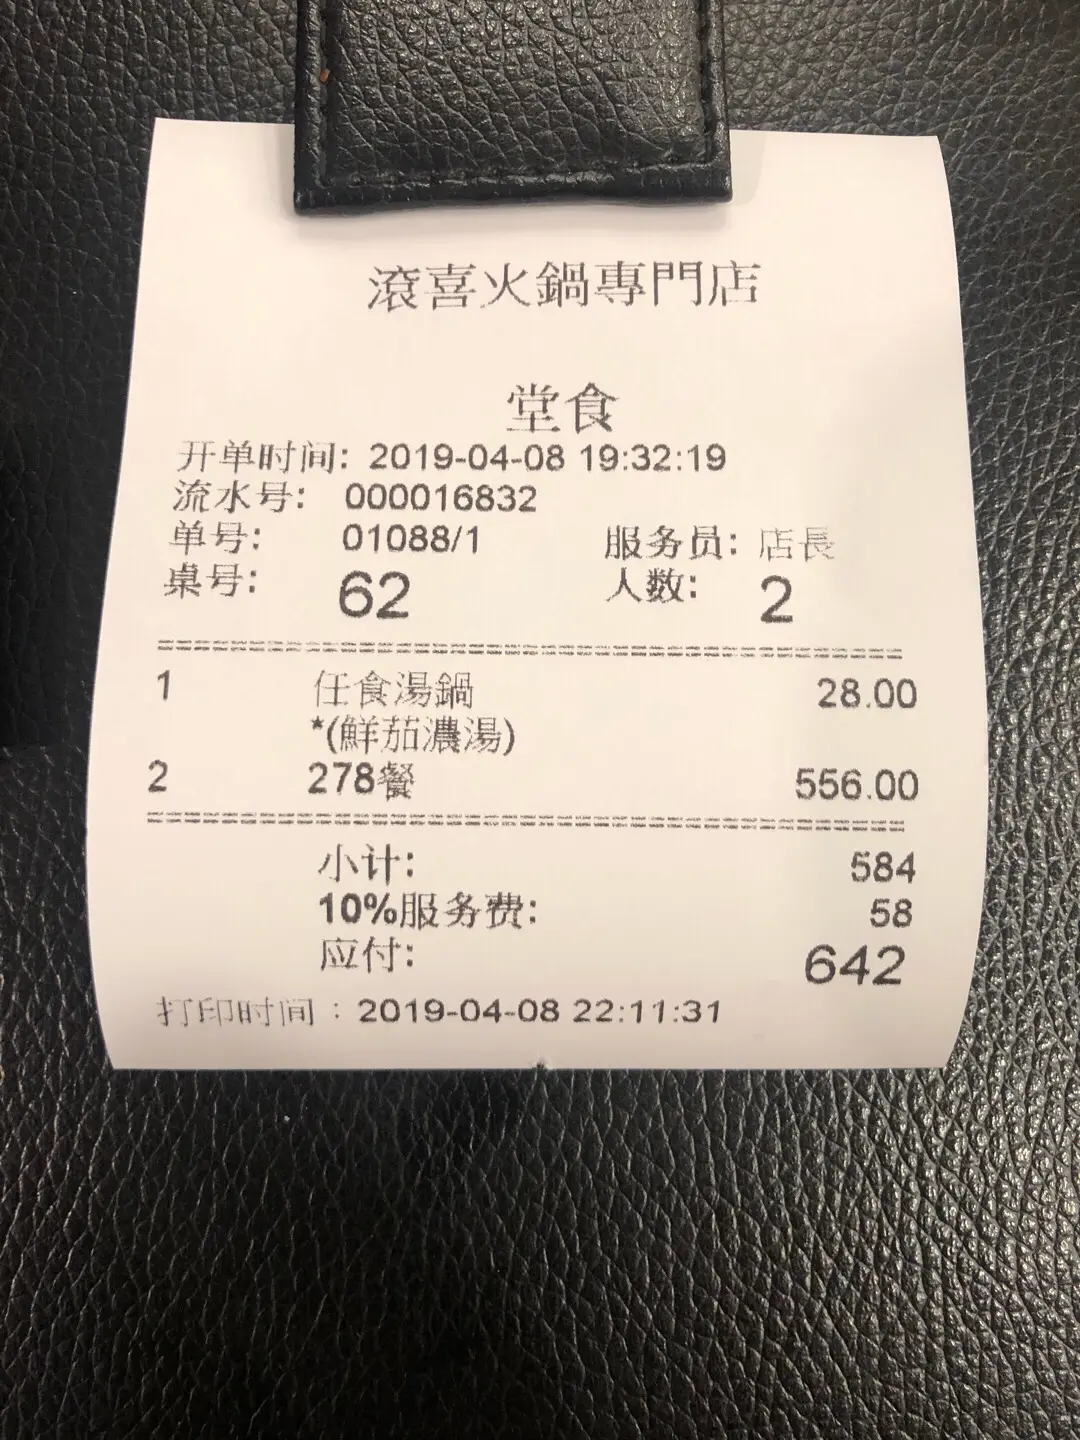 滾喜火鍋專門店
堂食
开单时间: 2019-04-08 19:32:19
流水号: 000016832
单号: 01088/1 服务员: 店長
桌号: 62 人数: 2
1 任食湯鍋 28.00
*(鮮茄濃湯)
2 278餐 556.00
小计: 584
10%服务费: 58
应付: 642
打印时间：2019-04-08 22:11:31